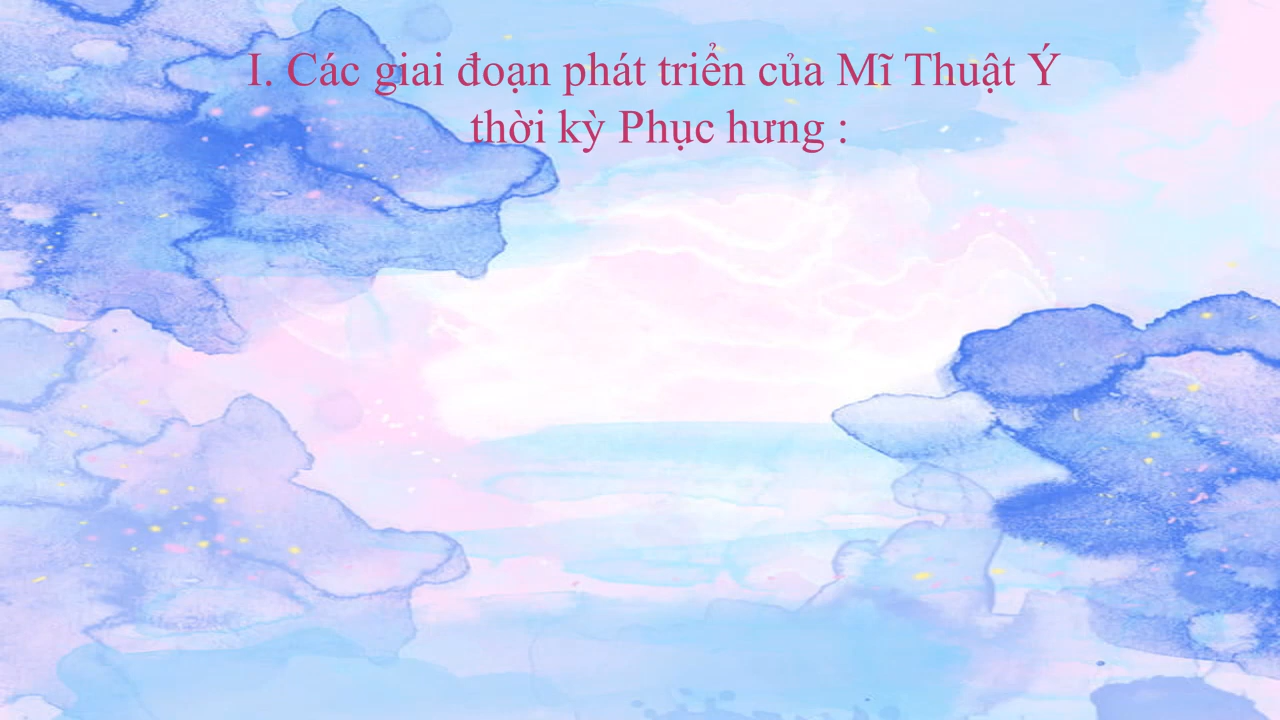 I. Các giai đoạn phát triển của Mĩ Thuật Ý
thời kỳ Phục hưng :